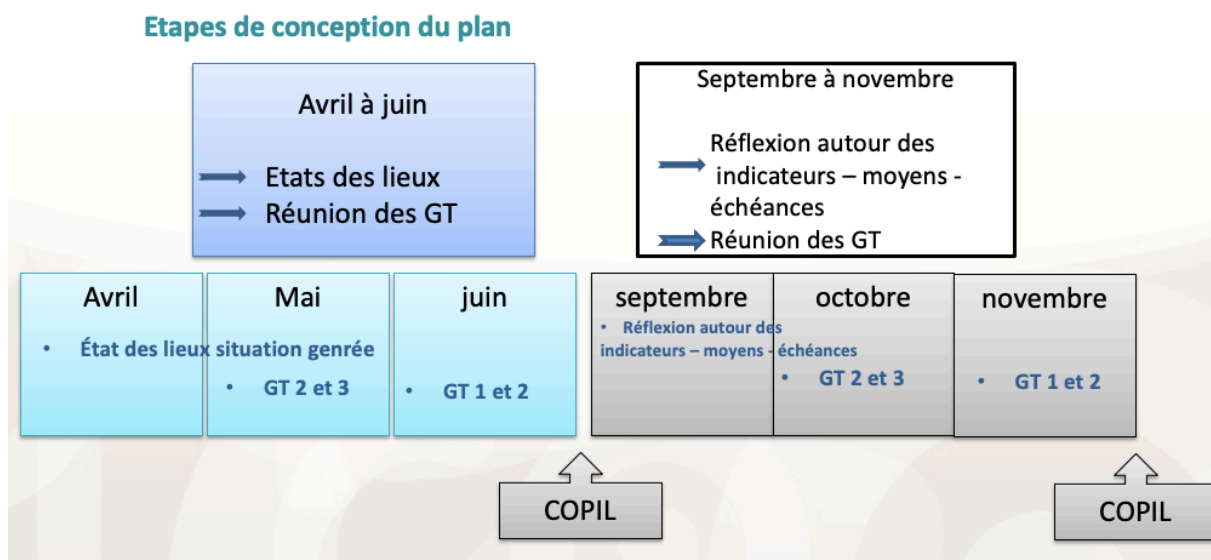 Etapes de conception du plan
Avril à juin
Etats des lieux
Réunion des GT
Septembre à novembre
Réflexion autour des
indicateurs – moyens -
échéances
Réunion des GT
Avril
Mai
juin
• État des lieux situation genrée
• GT 2 et 3
• GT 1 et 2
septembre
octobre
novembre
• Réflexion autour des
indicateurs – moyens - échéances
• GT 2 et 3
• GT 1 et 2
COPIL
COPIL